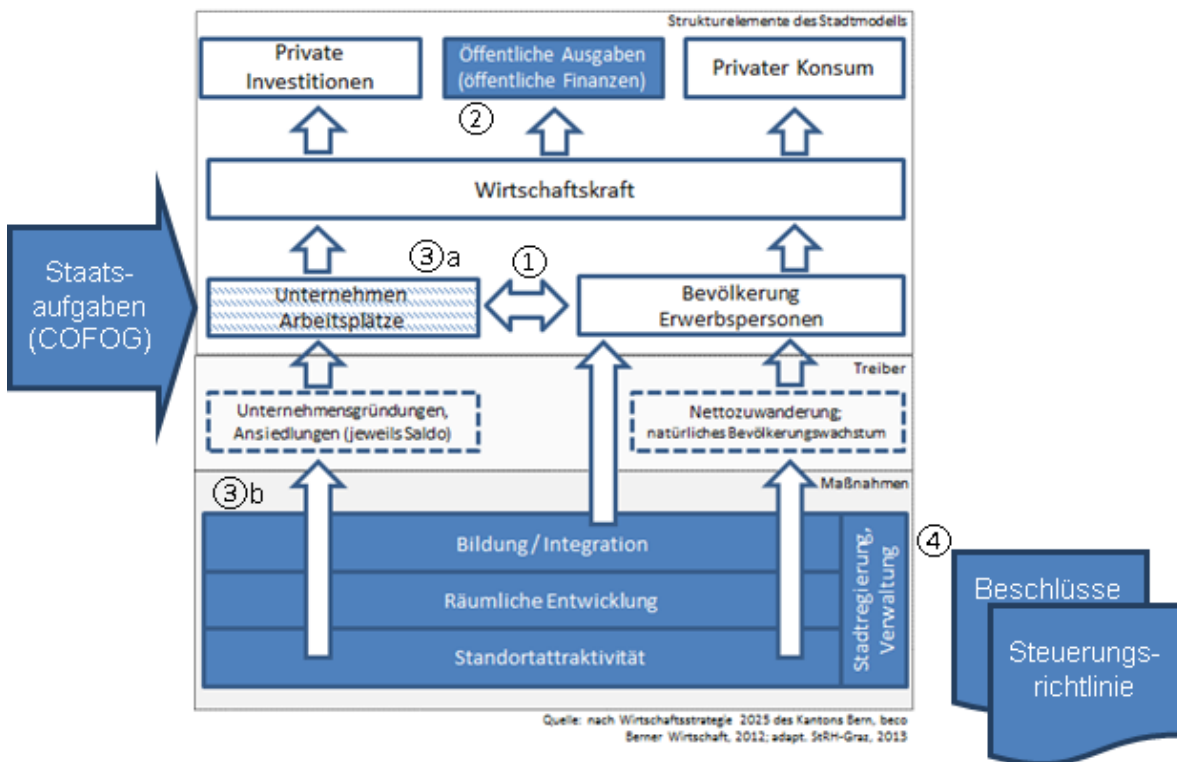 Strukturelemente des Stadtmodells
Private
Investitionen
Öffentliche Ausgaben
(öffentliche Finanzen)
Privater Konsum
②
Wirtschaftskraft
Staats-
aufgaben
(COFOG)
③a
①
Unternehmen
Arbeitsplätze
Bevölkerung
Erwerbspersonen
Treiber
Unternehmensgründungen,
Ansiedlungen (jeweils Saldo)
Nettozuwanderung;
natürliches Bevölkerungswachstum
Maßnahmen
③b
Bildung / Integration
Räumliche Entwicklung
Standortattraktivität
Stadtregierung,
Verwaltung
④
Beschlüsse
Steuerungs-
richtlinie
Quelle: nach Wirtschaftsstrategie 2025 des Kantons Bern, beco
Berner Wirtschaft, 2012; adapt. StRH-Graz, 2013